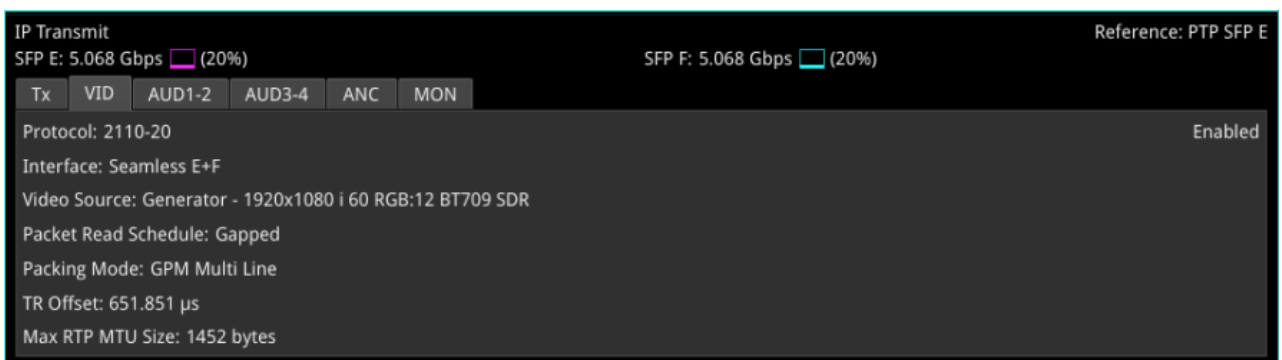 IP Transmit Reference: PTP SFP E
SFP E: 5.068 Gbps (20%) SFP F: 5.068 Gbps (20%)
Tx VID AUD1-2 AUD3-4 ANC MON
Protocol: 2110-20 Enabled
Interface: Seamless E+F
Video Source: Generator - 1920x1080 i 60 RGB:12 BT709 SDR
Packet Read Schedule: Gapped
Packing Mode: GPM Multi Line
TR Offset: 651.851 µs
Max RTP MTU Size: 1452 bytes